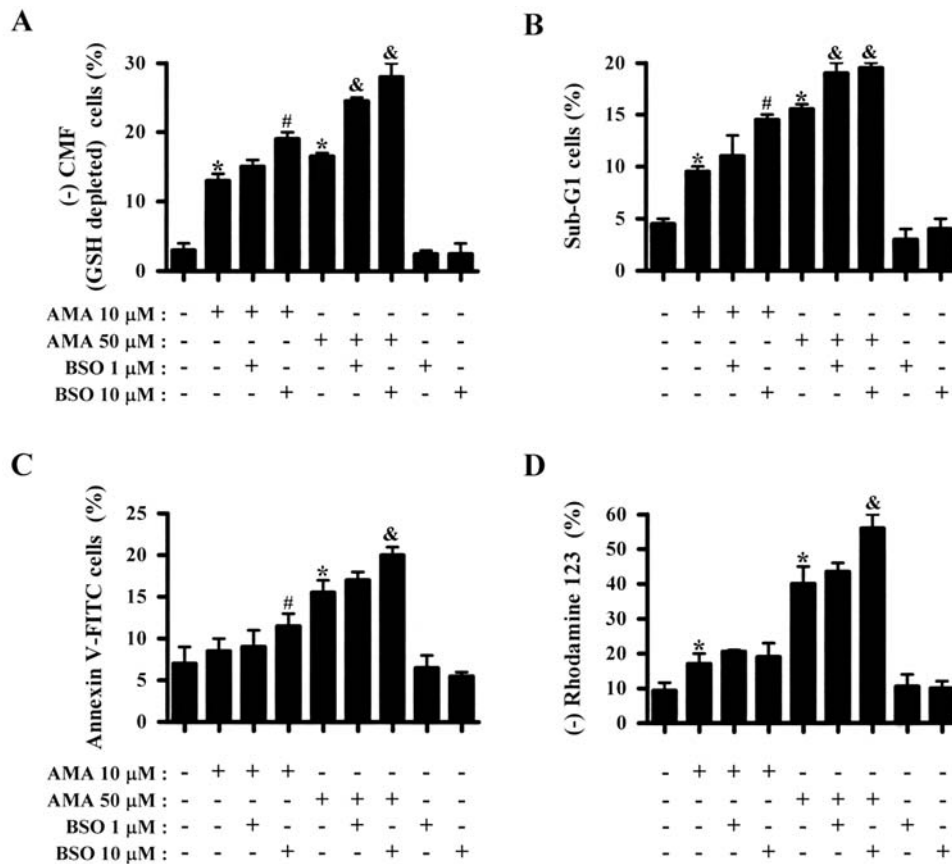 A
(-) CMF
(GSH depleted) cells (%)
30
20
10
0
* # * & &
AMA 10 μM : - + + + - - - - -
AMA 50 μM : - - - - + + + - -
BSO 1 μM : - - + - - + - + -
BSO 10 μM : - - - + - - + - +
B
Sub-G1 cells (%)
20
15
10
5
0
* # * & &
- + + + - - - - -
- - - - + + + - -
- - + - - + - + -
- - - + - - + - +
C
Annexin V-FITC cells (%)
25
20
15
10
5
0
# * &
AMA 10 μM : - + + + - - - - -
AMA 50 μM : - - - - + + + - -
BSO 1 μM : - - + - - + - + -
BSO 10 μM : - - - + - - + - +
D
(-) Rhodamine 123 (%)
60
50
40
30
20
10
0
* * &
- + + + - - - - -
- - - - + + + - -
- - + - - + - + -
- - - + - - + - +